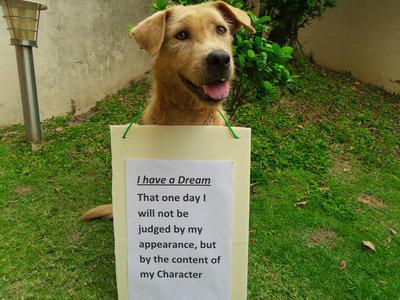 I have a Dream
That one day I
will not be
judged by my
appearance, but
by the content of
my Character